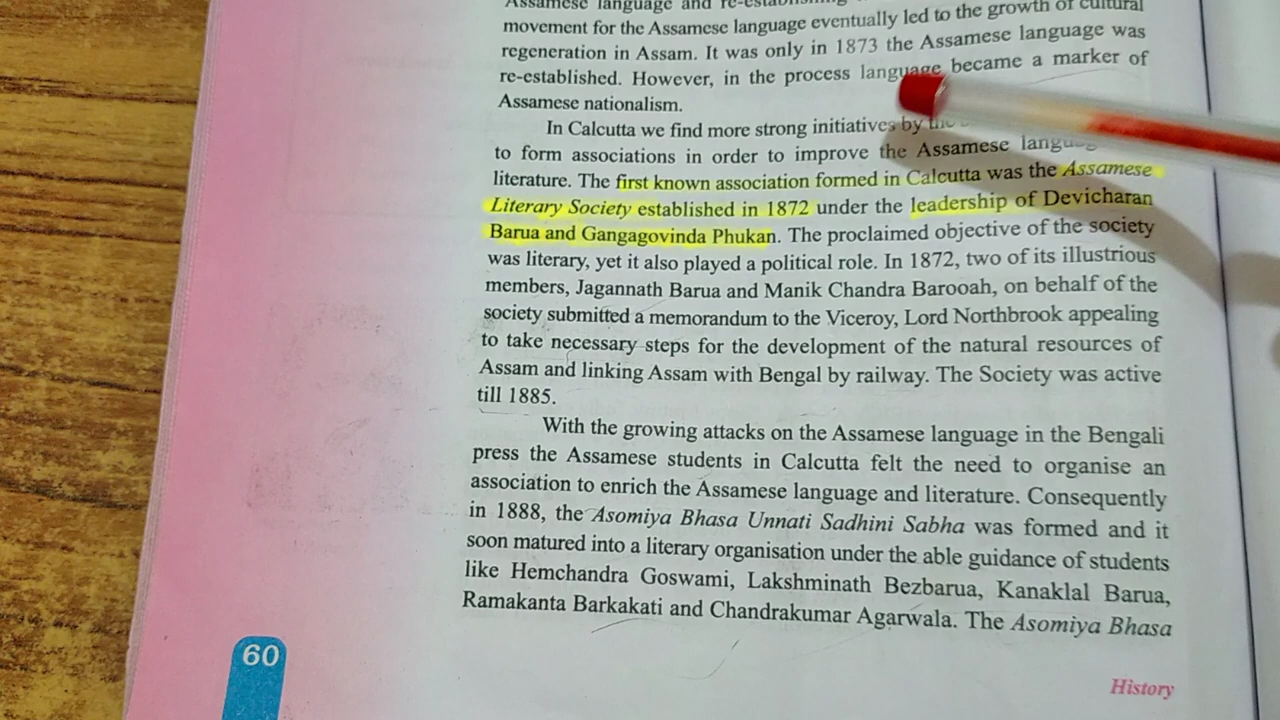 Assamese language and
movement for the Assamese language eventually led to the growth of cultural
regeneration in Assam. It was only in 1873 the Assamese language was
re-established. However, in the process language became a marker of
Assamese nationalism.
In Calcutta we find more strong initiatives by the
to form associations in order to improve the Assamese
literature. The first known association formed in Calcutta was the Assamese
Literary Society established in 1872 under the leadership of Devicharan
Barua and Gangagovinda Phukan. The proclaimed objective of the society
was literary, yet it also played a political role. In 1872, two of its illustrious
members, Jagannath Barua and Manik Chandra Barooah, on behalf of the
society submitted a memorandum to the Viceroy, Lord Northbrook appealing
to take necessary steps for the development of the natural resources of
Assam and linking Assam with Bengal by railway. The Society was active
till 1885.
With the growing attacks on the Assamese language in the Bengali
press the Assamese students in Calcutta felt the need to organise an
association to enrich the Assamese language and literature. Consequently
in 1888, the Asomiya Bhasa Unnati Sadhini Sabha was formed and it
soon matured into a literary organisation under the able guidance of students
like Hemchandra Goswami, Lakshminath Bezbarua, Kanaklal Barua,
Ramakanta Barkakati and Chandrakumar Agarwala. The Asomiya Bhasa
60
History